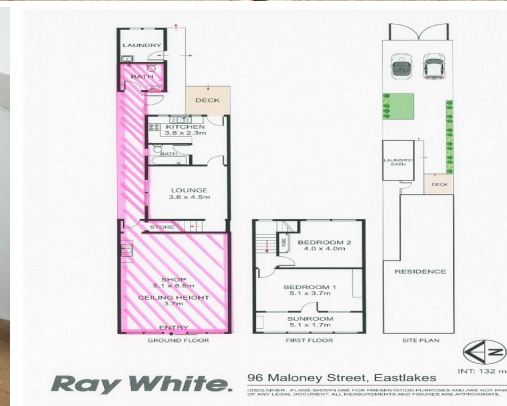 LAUNDRY
BATH
DECK
KITCHEN
3.8 x 2.3m
BATH
LOUNGE
3.8 x 4.5m
STORE
SHOP
5.1 x 6.5m
CEILING HEIGHT
3.7m
ENTRY
GROUND FLOOR
BEDROOM 2
4.0 x 4.0m
BEDROOM 1
5.1 x 3.7m
SUNROOM
5.1 x 1.7m
FIRST FLOOR
LAUNDRY/
BATH
DECK
RESIDENCE
SITE PLAN
N
INT: 132 m
Ray White.
96 Maloney Street, Eastlakes
DISCLAIMER: PLANS SHOWN ARE FOR PRESENTATION PURPOSES AND ARE NOT PAR
OF ANY LEGAL DOCUMENT. ALL MEASUREMENTS AND FIGURES ARE APPROXIMATE.